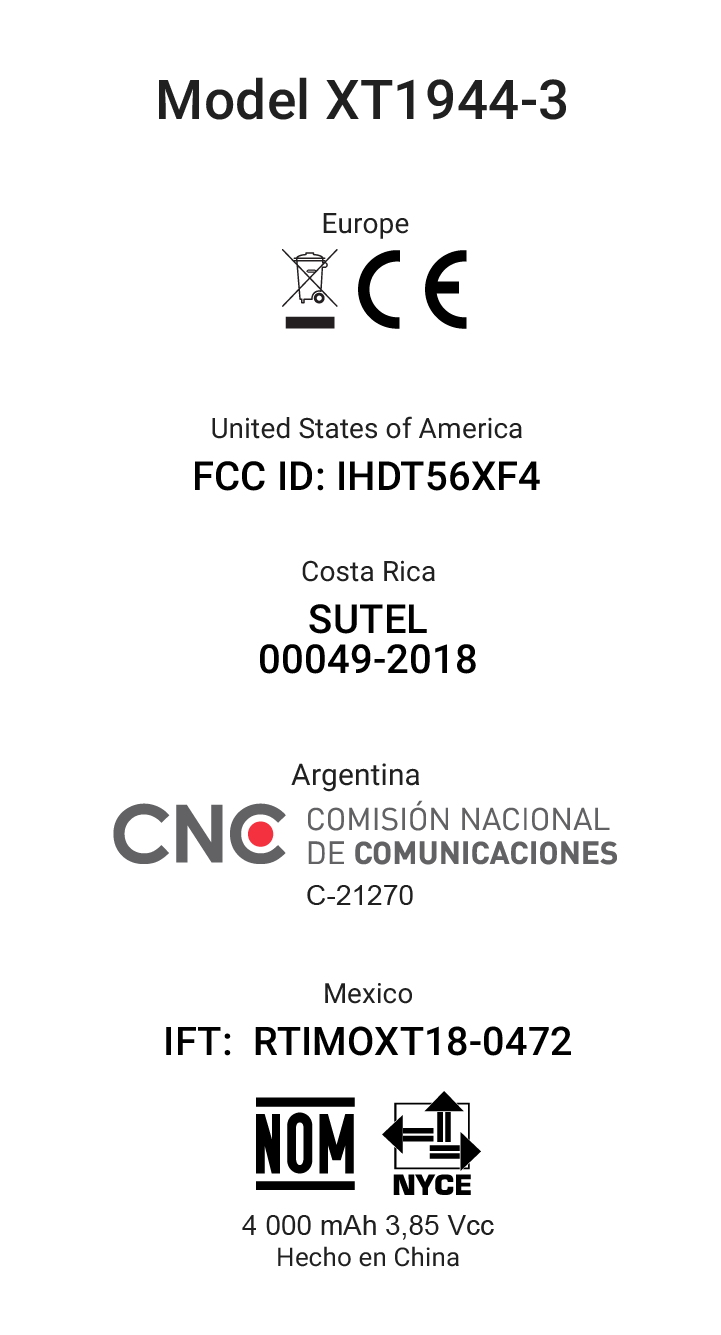 Model XT1944-3
Europe
CE
United States of America
FCC ID: IHDT56XF4
Costa Rica
SUTEL
00049-2018
Argentina
CNC COMISIÓN NACIONAL
DE COMUNICACIONES
C-21270
Mexico
IFT: RTIMOXT18-0472
NOM
NYCE
4 000 mAh 3,85 Vcc
Hecho en China